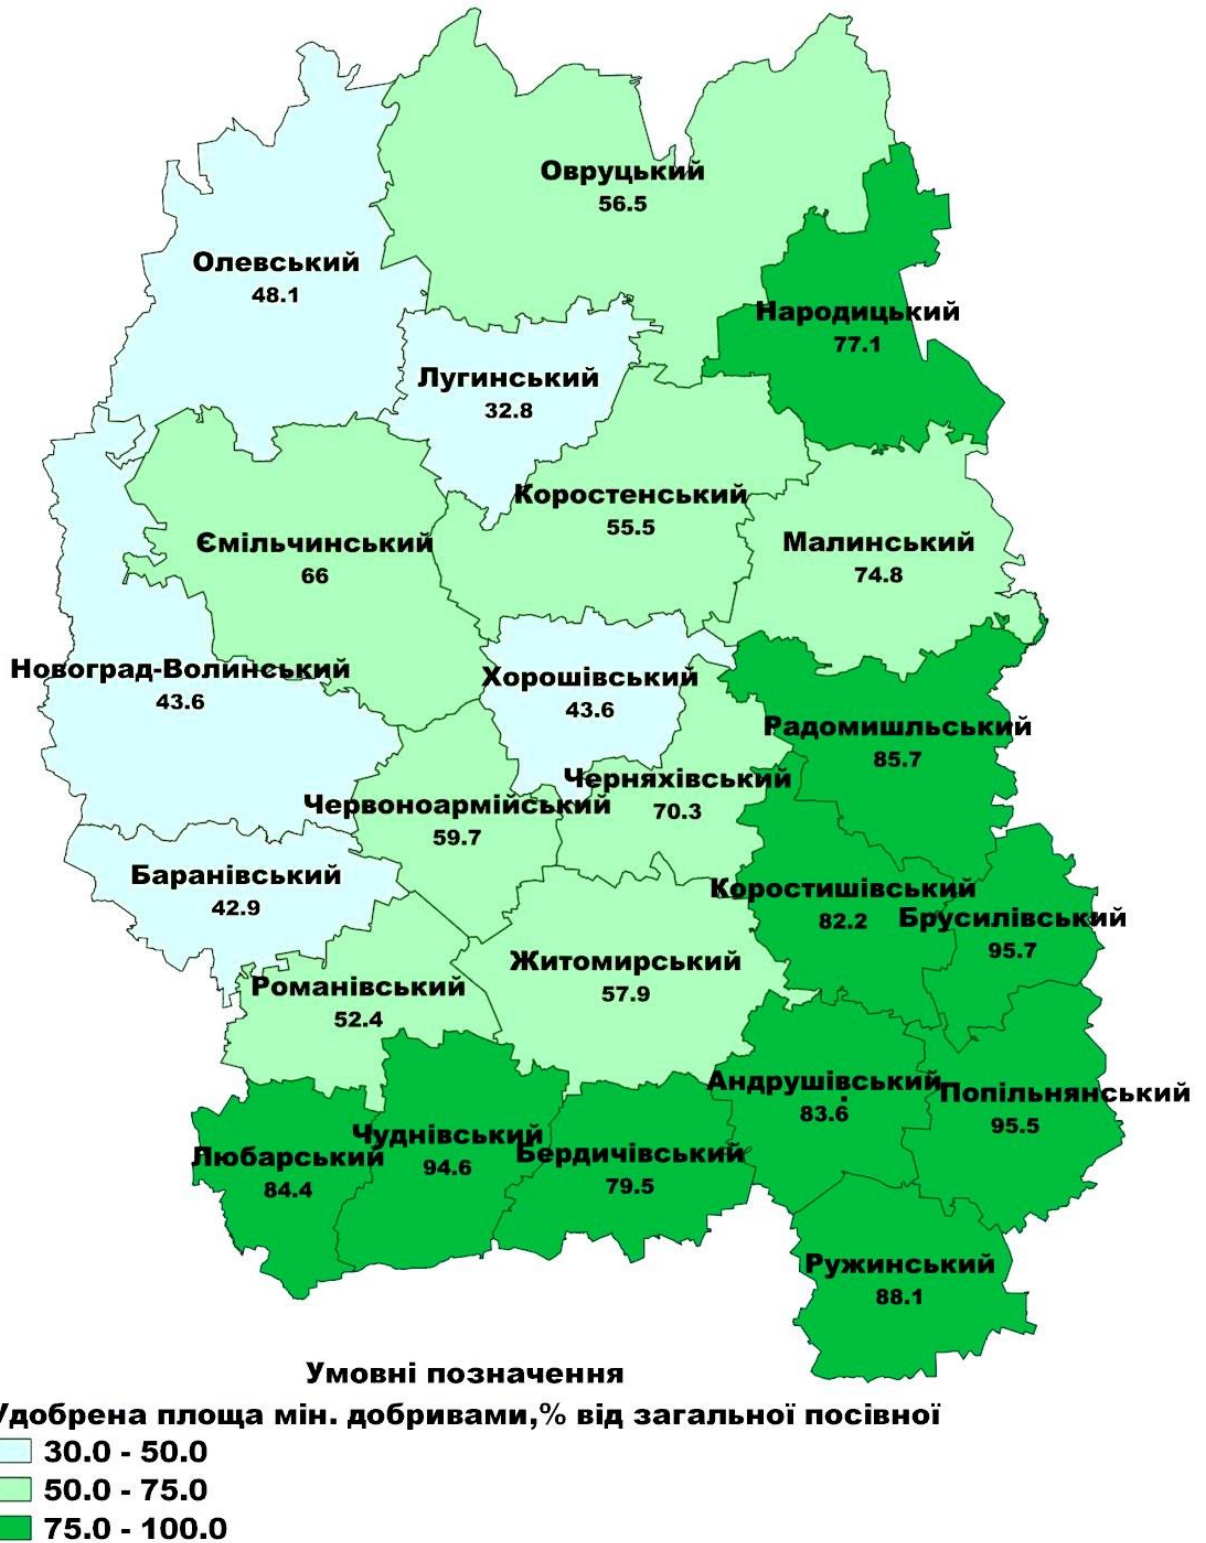 Овруцький
56.5
Олевський
48.1
Народицький
77.1
Лугинський
32.8
Коростенський
55.5
Ємільчинський
66
Малинський
74.8
Новоград-Волинський
43.6
Хорошівський
43.6
Радомишльський
85.7
Черняхівський
70.3
Червоноармійський
59.7
Баранівський
42.9
Коростишівський
82.2
Брусилівський
95.7
Житомирський
57.9
Романівський
52.4
Андрушівський
83.6
Попільнянський
95.5
Чуднівський
94.6
Бердичівський
79.5
Любарський
84.4
Ружинський
88.1
Умовні позначення
Удобрена площа мін. добривами,% від загальної посівної
30.0 - 50.0
50.0 - 75.0
75.0 - 100.0